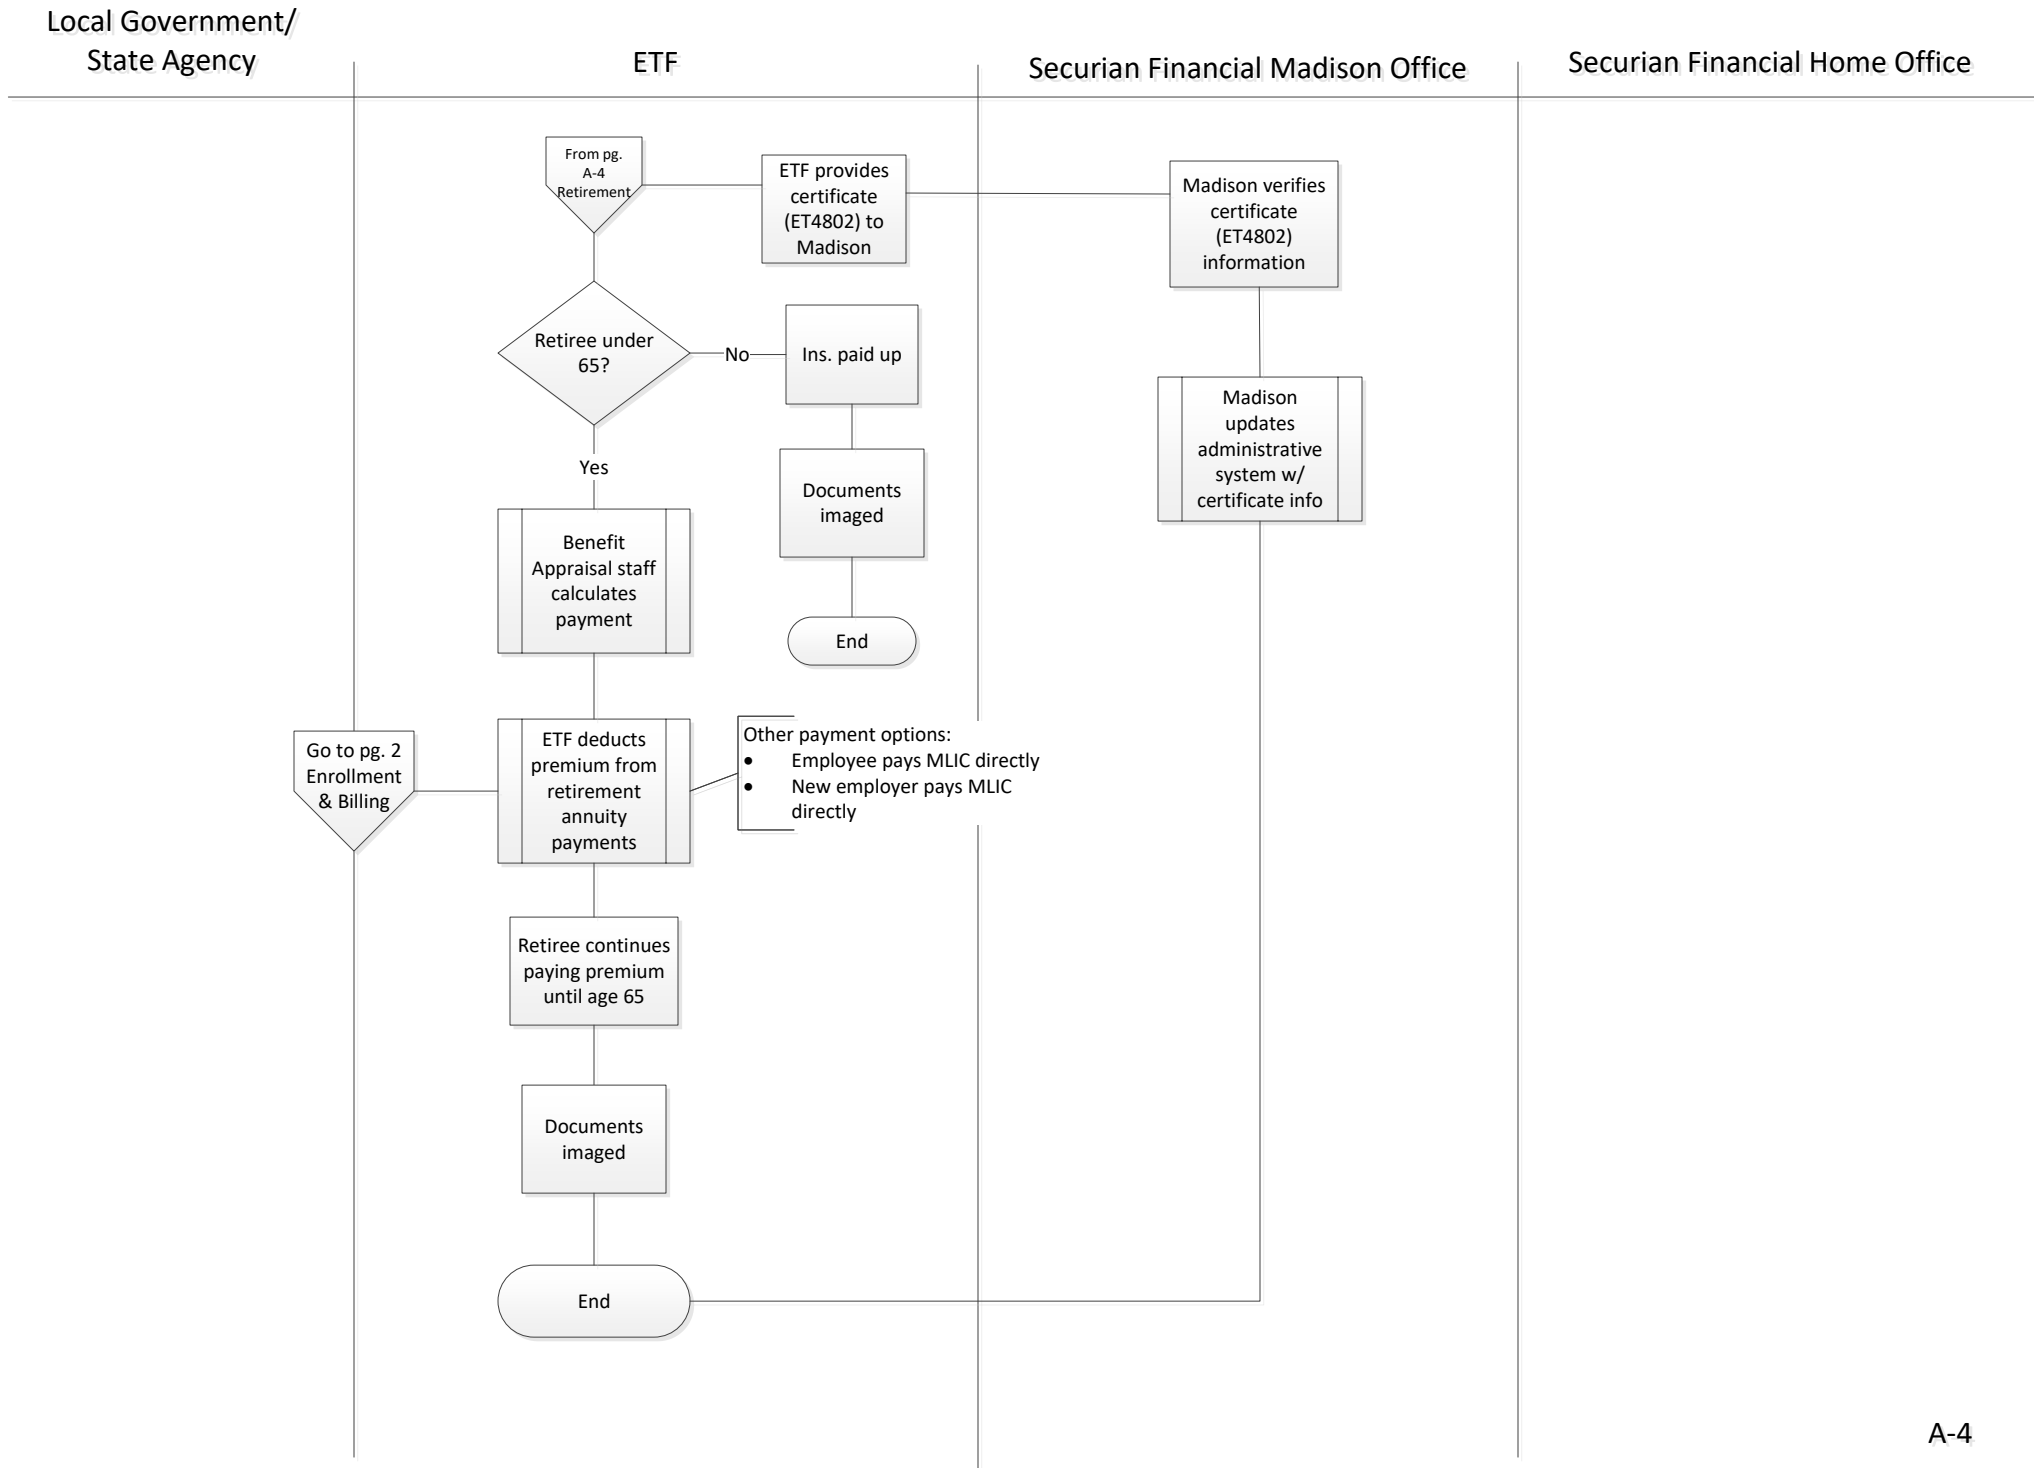 Local Government/
State Agency
ETF
Securian Financial Madison Office
Securian Financial Home Office
From pg.
A-4
Retirement
ETF provides
certificate
(ET4802) to
Madison
Madison verifies
certificate
(ET4802)
information
Retiree under
65?
No
Ins. paid up
Madison
updates
administrative
system w/
certificate info
Yes
Documents
imaged
Benefit
Appraisal staff
calculates
payment
End
Go to pg. 2
Enrollment
& Billing
ETF deducts
premium from
retirement
annuity
payments
Other payment options:
• Employee pays MLIC directly
• New employer pays MLIC
directly
Retiree continues
paying premium
until age 65
Documents
imaged
End
A-4